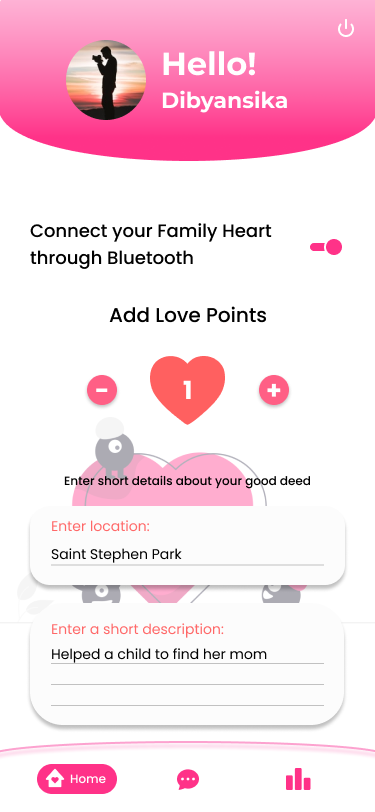 Hello!
Dibyansika
Connect your Family Heart
through Bluetooth
Add Love Points
1
Enter short details about your good deed
Enter location:
Saint Stephen Park
Enter a short description:
Helped a child to find her mom
Home